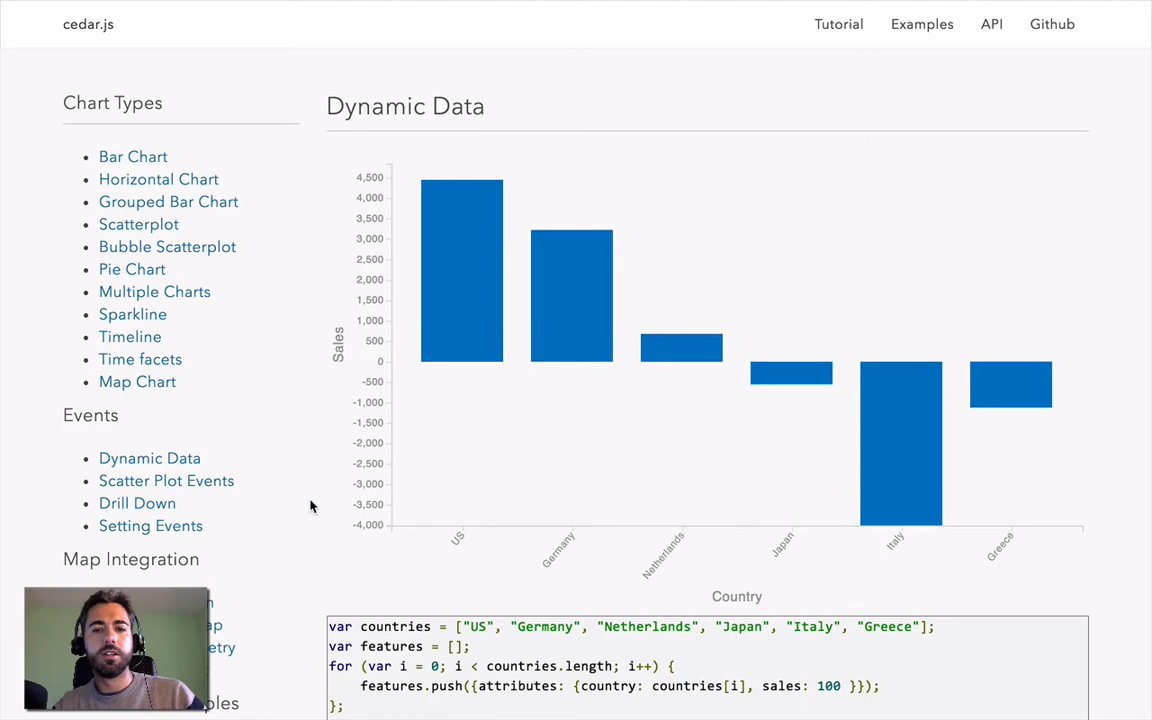 cedar.js
Tutorial
Examples
API
Github
Chart Types
Bar Chart
Horizontal Chart
Grouped Bar Chart
Scatterplot
Bubble Scatterplot
Pie Chart
Multiple Charts
Sparkline
Timeline
Time facets
Map Chart
Events
Dynamic Data
Scatter Plot Events
Drill Down
Setting Events
Map Integration
Dynamic Data
4,500
4,000
3,500
3,000
2,500
2,000
1,500
1,000
500
0
-500
-1,000
-1,500
-2,000
-2,500
-3,000
-3,500
-4,000
Sales
US
Germany
Netherlands
Japan
Italy
Greece
Country
var countries = ["US", "Germany", "Netherlands", "Japan", "Italy", "Greece"];
var features = [];
for (var i = 0; i < countries.length; i++) {
features.push({attributes: {country: countries[i], sales: 100 }});
};